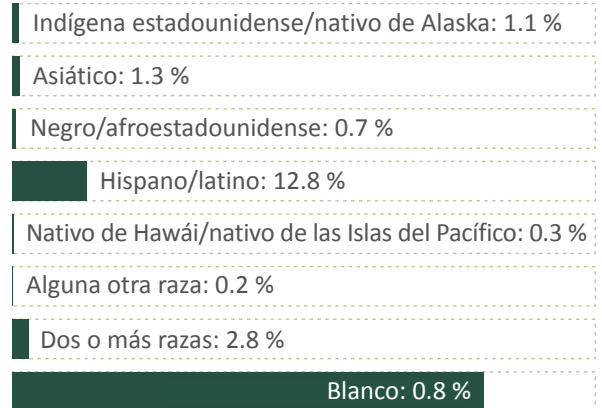 Indígena estadounidense/nativo de Alaska: 1.1 %
Asiático: 1.3 %
Negro/afroestadounidense: 0.7 %
Hispano/latino: 12.8 %
Nativo de Hawái/nativo de las Islas del Pacífico: 0.3 %
Alguna otra raza: 0.2 %
Dos o más razas: 2.8 %
Blanco: 0.8 %